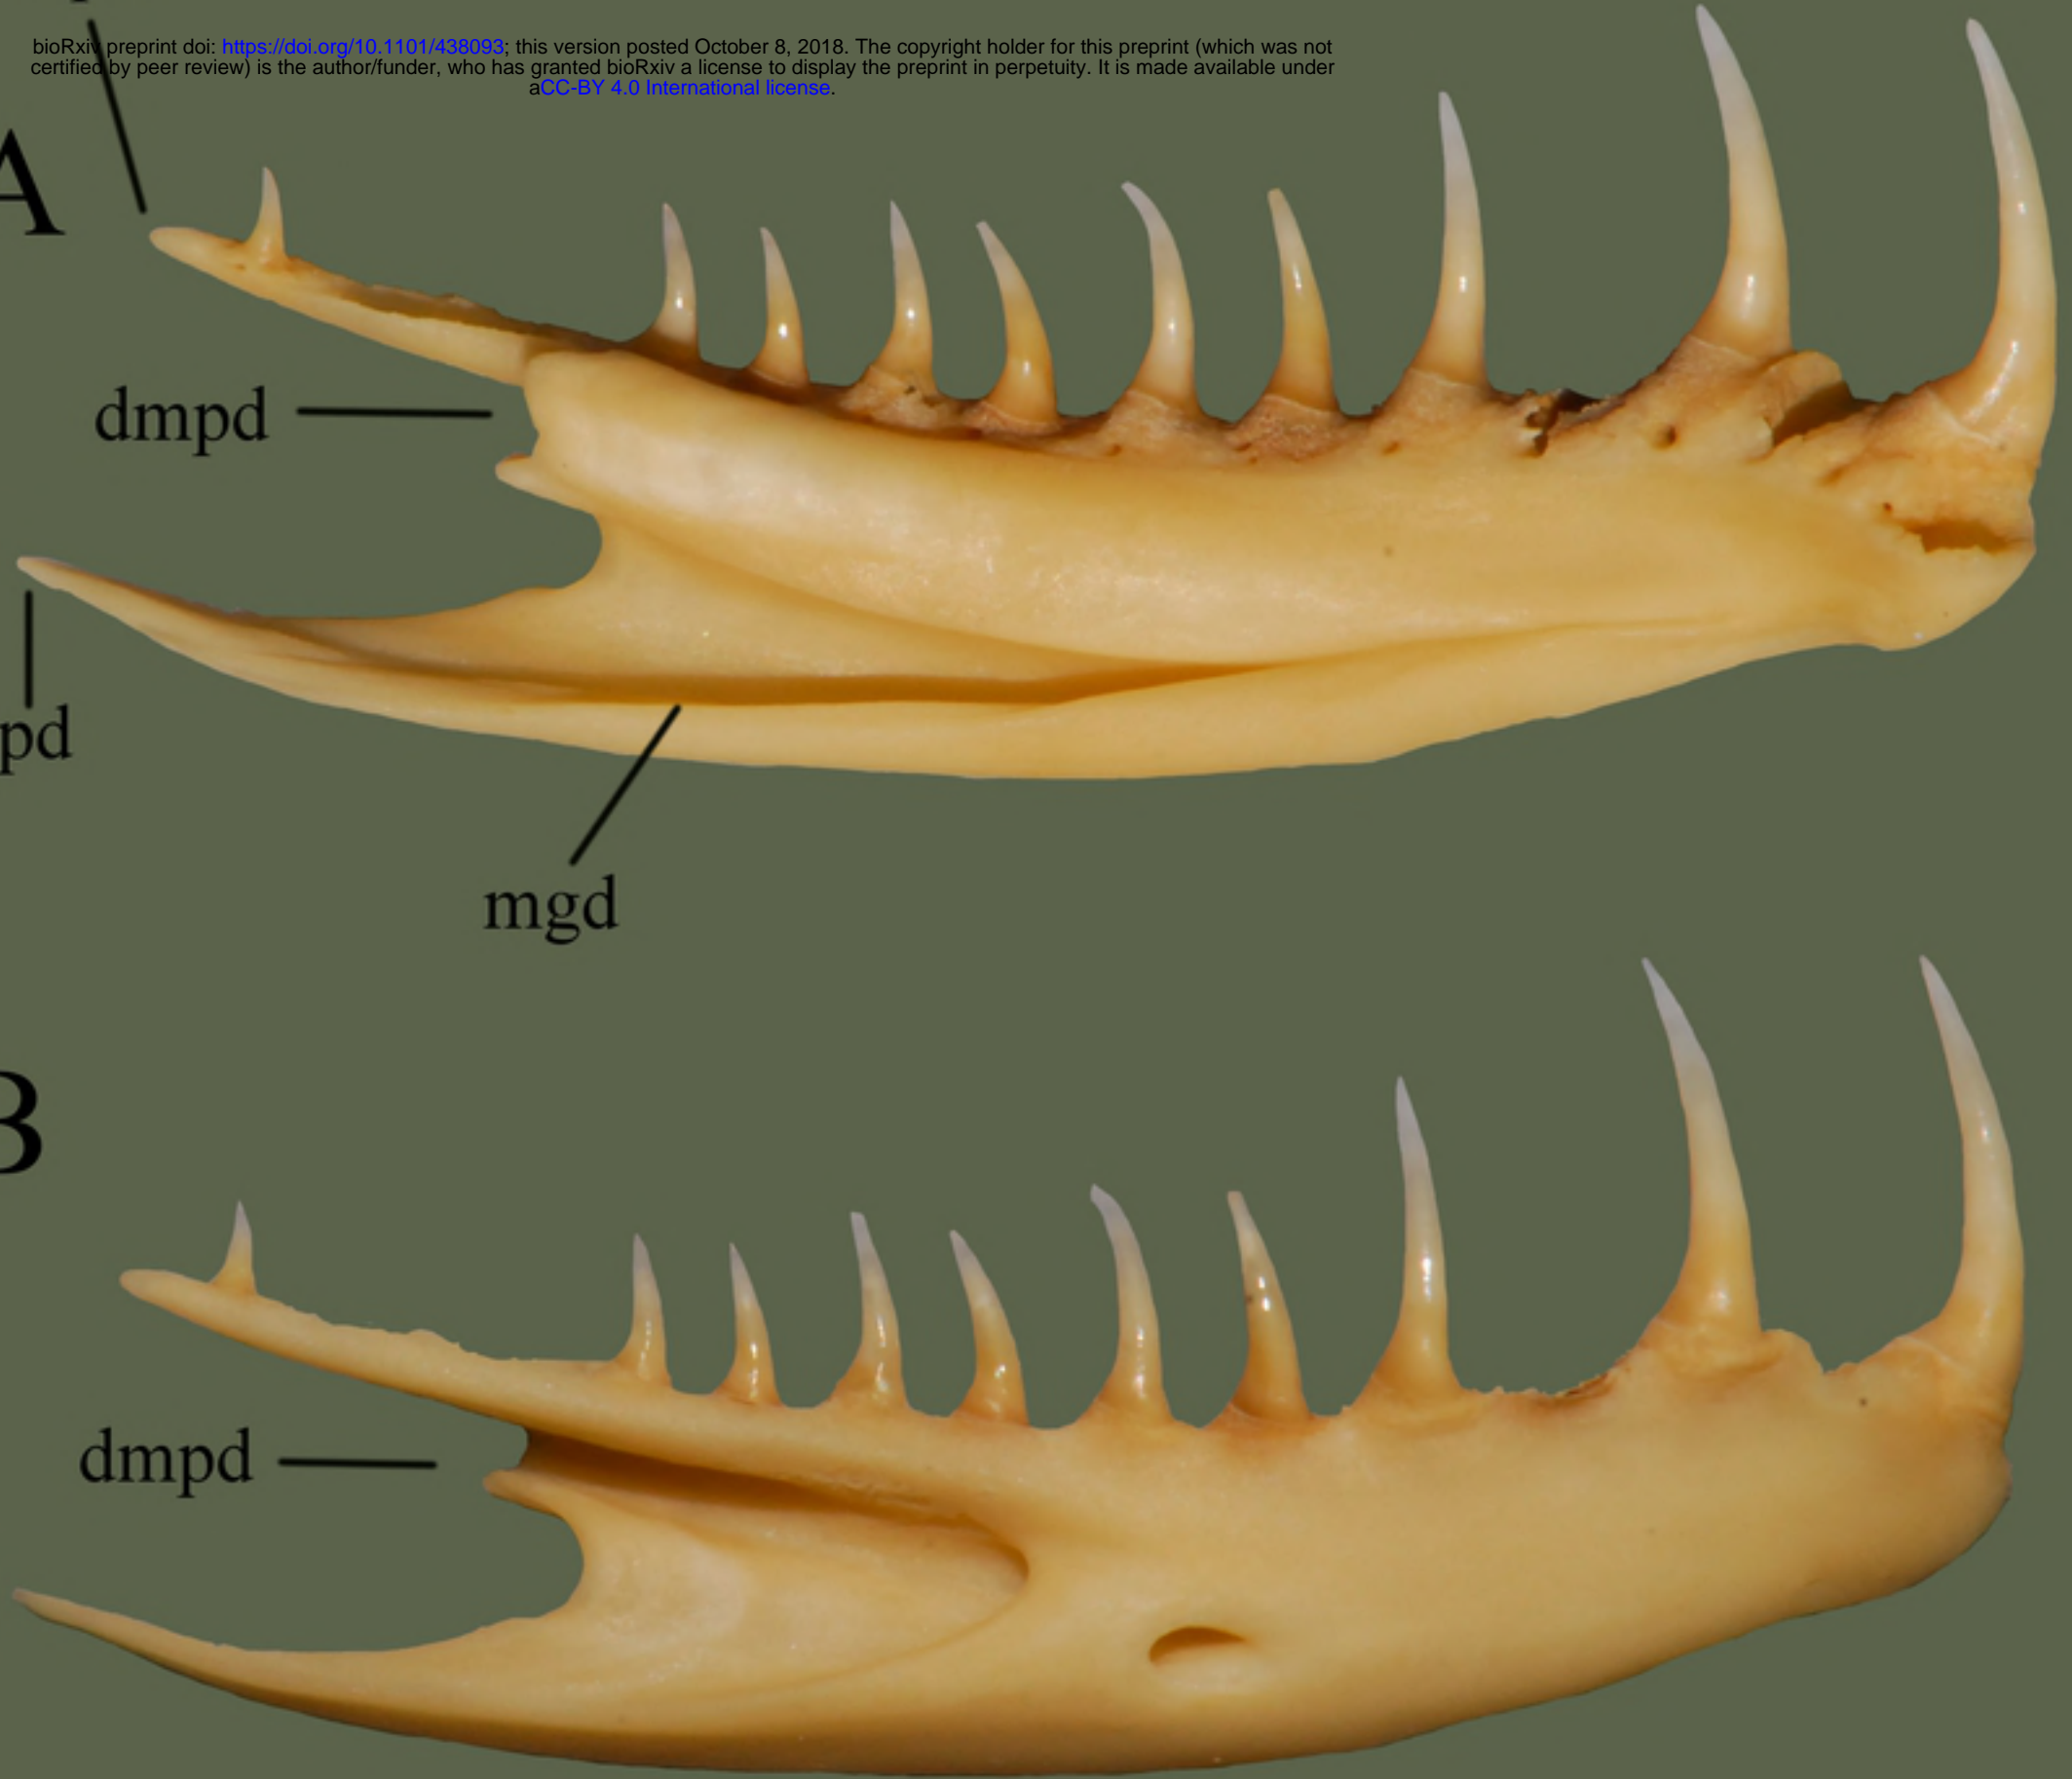 bioRxiv preprint doi: https://doi.org/10.1101/438093; this version posted October 8, 2018. The copyright holder for this preprint (which was not
certified by peer review) is the author/funder, who has granted bioRxiv a license to display the preprint in perpetuity. It is made available under
aCC-BY 4.0 International license.
A
dmpd
pd
mgd
B
dmpd